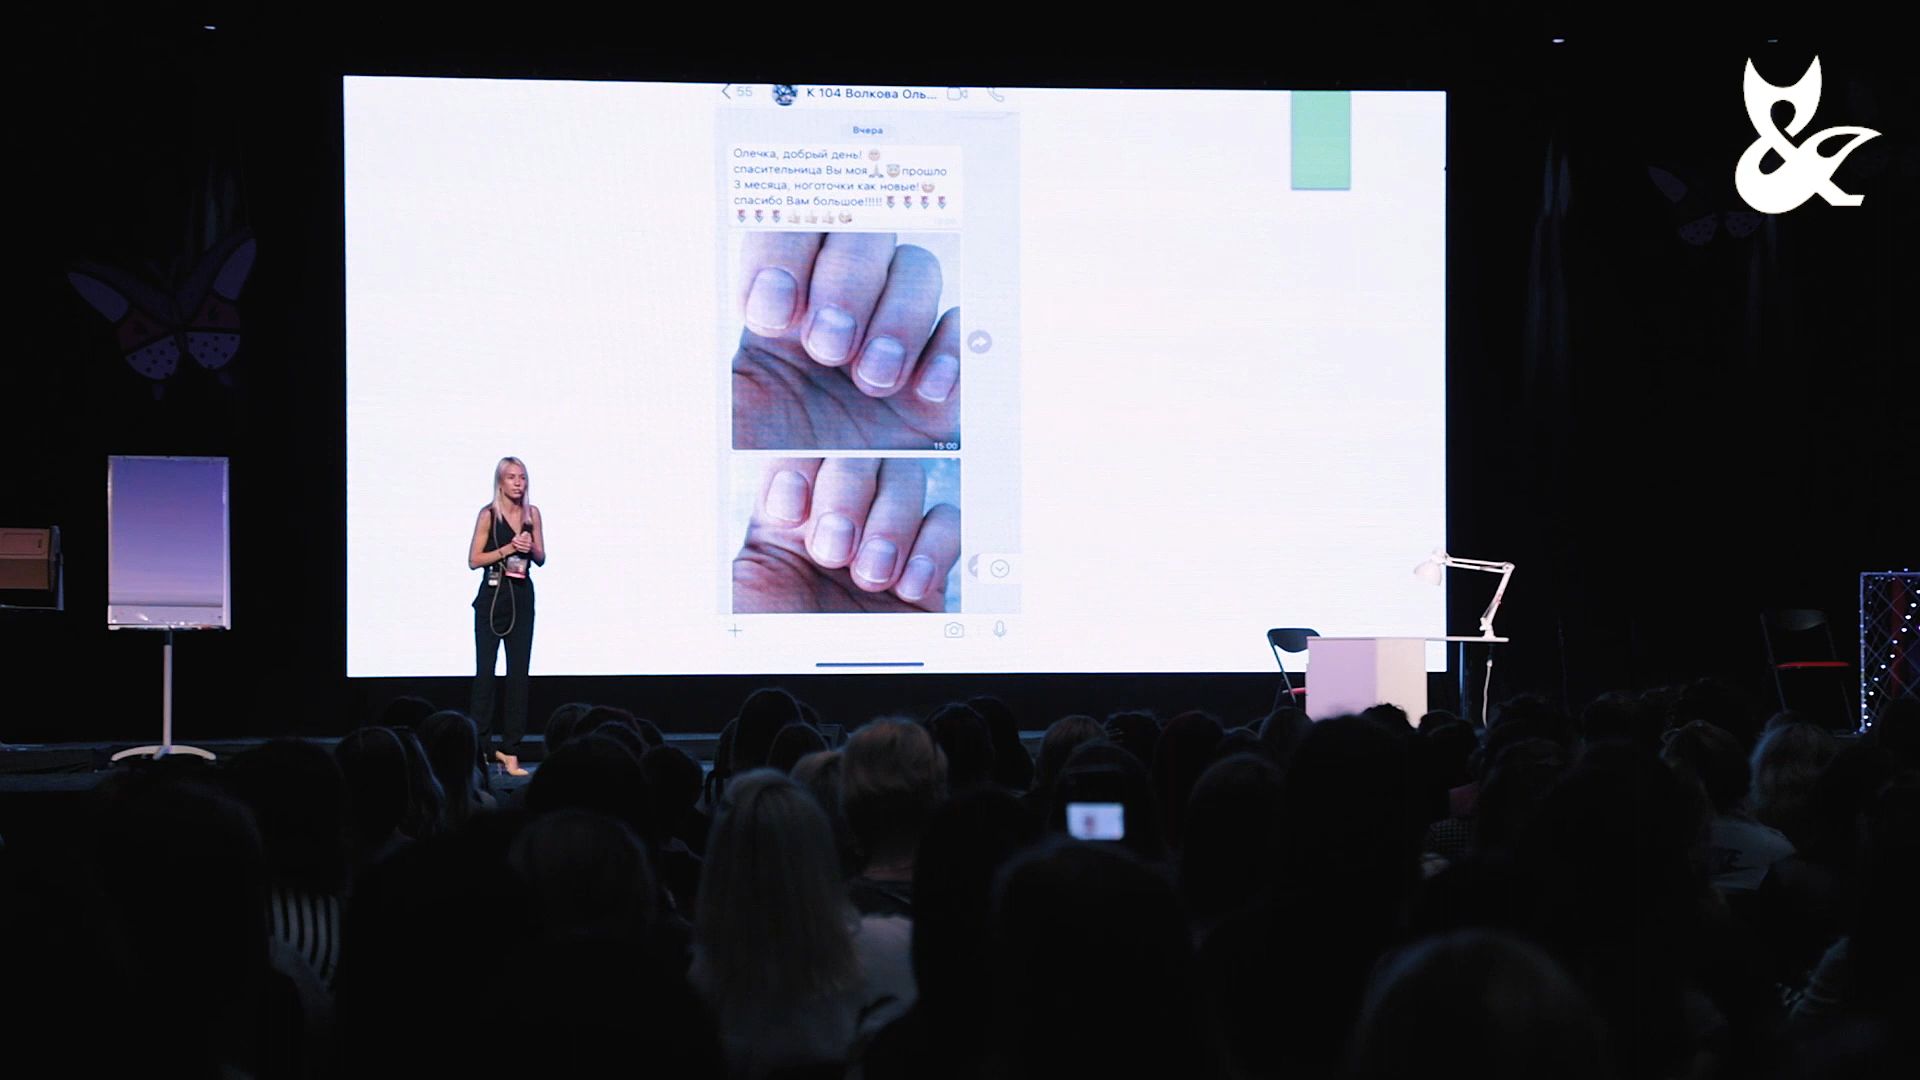 55
К 104 Волкова Оль...
Вчера
Олечка, добрый день!
спасительница Вы моя🙏😇прошло
3 месяца, ноготочки как новые!
спасибо Вам большое!!!!!🌷🌷🌷🌷
🌷🌷🌷👍👍👍
15:00
&